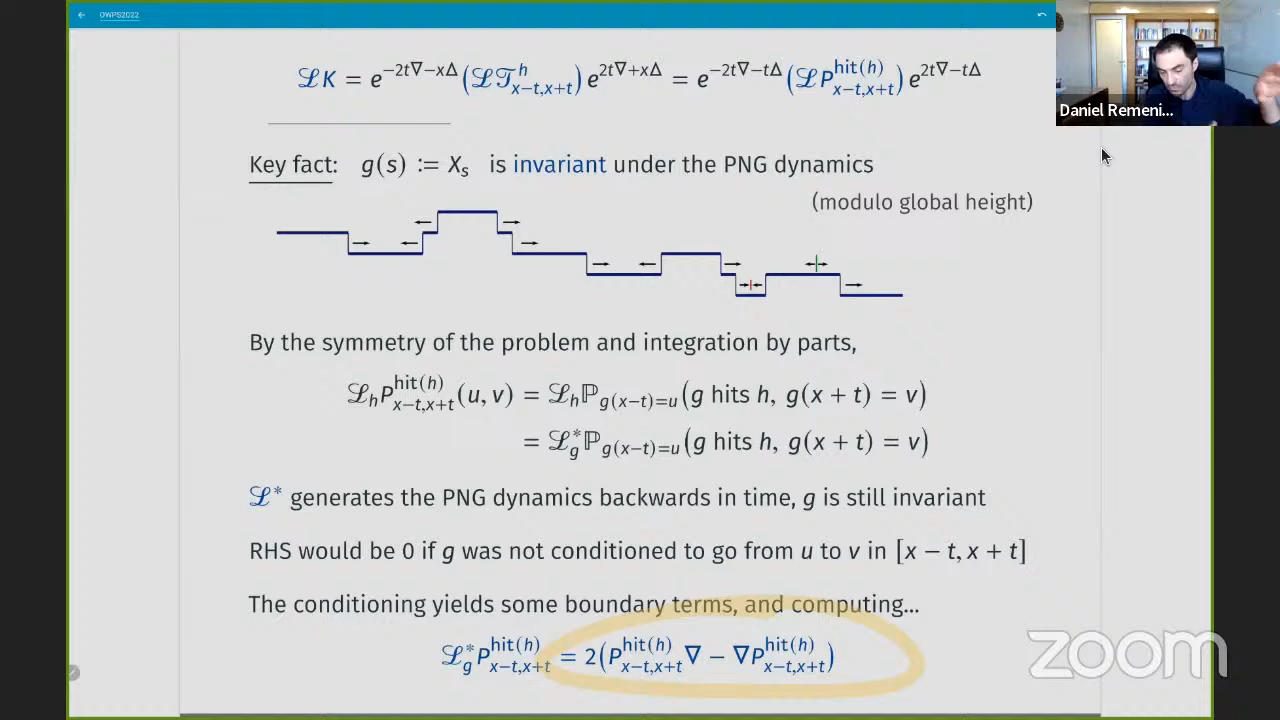 OWPS2022
ℒK = e^{−2t∇−xΔ}(ℒ𝒯^h_{x−t,x+t})e^{2t∇+xΔ} = e^{−2t∇−tΔ}(ℒP^{hit(h)}_{x−t,x+t})e^{2t∇−tΔ}
Daniel Remeni...
Key fact: g(s) := X_s is invariant under the PNG dynamics
(modulo global height)
By the symmetry of the problem and integration by parts,
ℒ_h P^{hit(h)}_{x−t,x+t}(u, v) = ℒ_h ℙ_{g(x−t)=u}(g hits h, g(x + t) = v)
= ℒ*_g ℙ_{g(x−t)=u}(g hits h, g(x + t) = v)
ℒ* generates the PNG dynamics backwards in time, g is still invariant
RHS would be 0 if g was not conditioned to go from u to v in [x − t, x + t]
The conditioning yields some boundary terms, and computing...
ℒ*_g P^{hit(h)}_{x−t,x+t} = 2(P^{hit(h)}_{x−t,x+t}∇ − ∇P^{hit(h)}_{x−t,x+t})
zoom